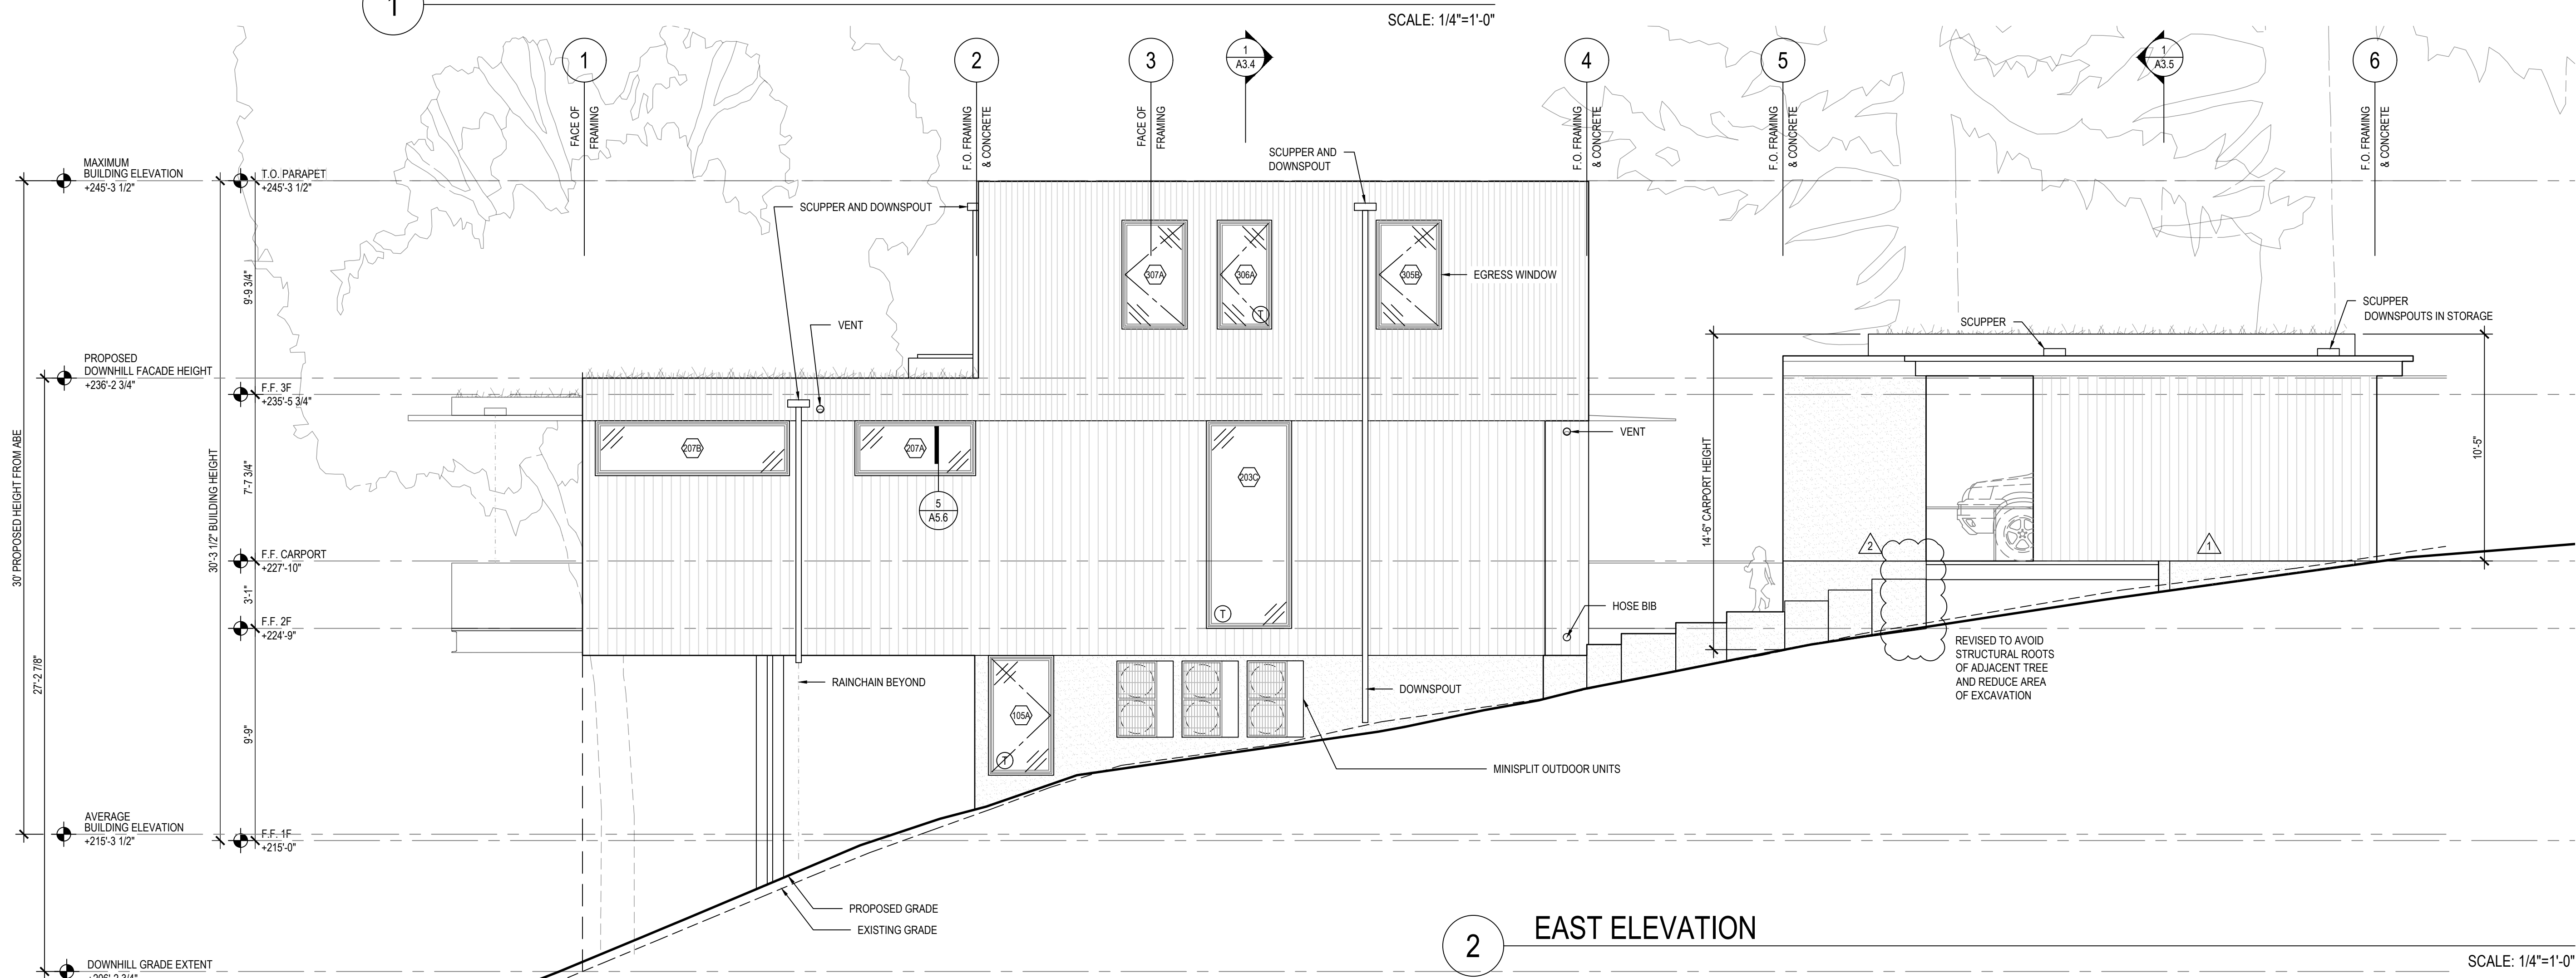 1
SCALE: 1/4"=1'-0"
1
2
3
1
A3.4
4
5
1
A3.5
6
FACE OF
FRAMING
F.O. FRAMING
& CONCRETE
FACE OF
FRAMING
F.O. FRAMING
& CONCRETE
F.O. FRAMING
& CONCRETE
F.O. FRAMING
& CONCRETE
MAXIMUM
BUILDING ELEVATION
+245'-3 1/2"
T.O. PARAPET
+245'-3 1/2"
SCUPPER AND
DOWNSPOUT
SCUPPER AND DOWNSPOUT
307A
306A
T
305B
EGRESS WINDOW
9'-9 3/4"
VENT
SCUPPER
SCUPPER
DOWNSPOUTS IN STORAGE
PROPOSED
DOWNHILL FACADE HEIGHT
+236'-2 3/4"
F.F. 3F
+235'-5 3/4"
30' PROPOSED HEIGHT FROM ABE
30'-3 1/2" BUILDING HEIGHT
7'-7 3/4"
207B
207A
5
A5.6
203C
T
VENT
14'-6" CARPORT HEIGHT
10'-5"
F.F. CARPORT
+227'-10"
2
1
3'-1"
F.F. 2F
+224'-9"
HOSE BIB
REVISED TO AVOID
STRUCTURAL ROOTS
OF ADJACENT TREE
AND REDUCE AREA
OF EXCAVATION
27'-2 7/8"
RAINCHAIN BEYOND
DOWNSPOUT
105A
T
9'-9"
MINISPLIT OUTDOOR UNITS
AVERAGE
BUILDING ELEVATION
+215'-3 1/2"
F.F. 1F
+215'-0"
PROPOSED GRADE
EXISTING GRADE
2
EAST ELEVATION
SCALE: 1/4"=1'-0"
DOWNHILL GRADE EXTENT
+206'-2 3/4"